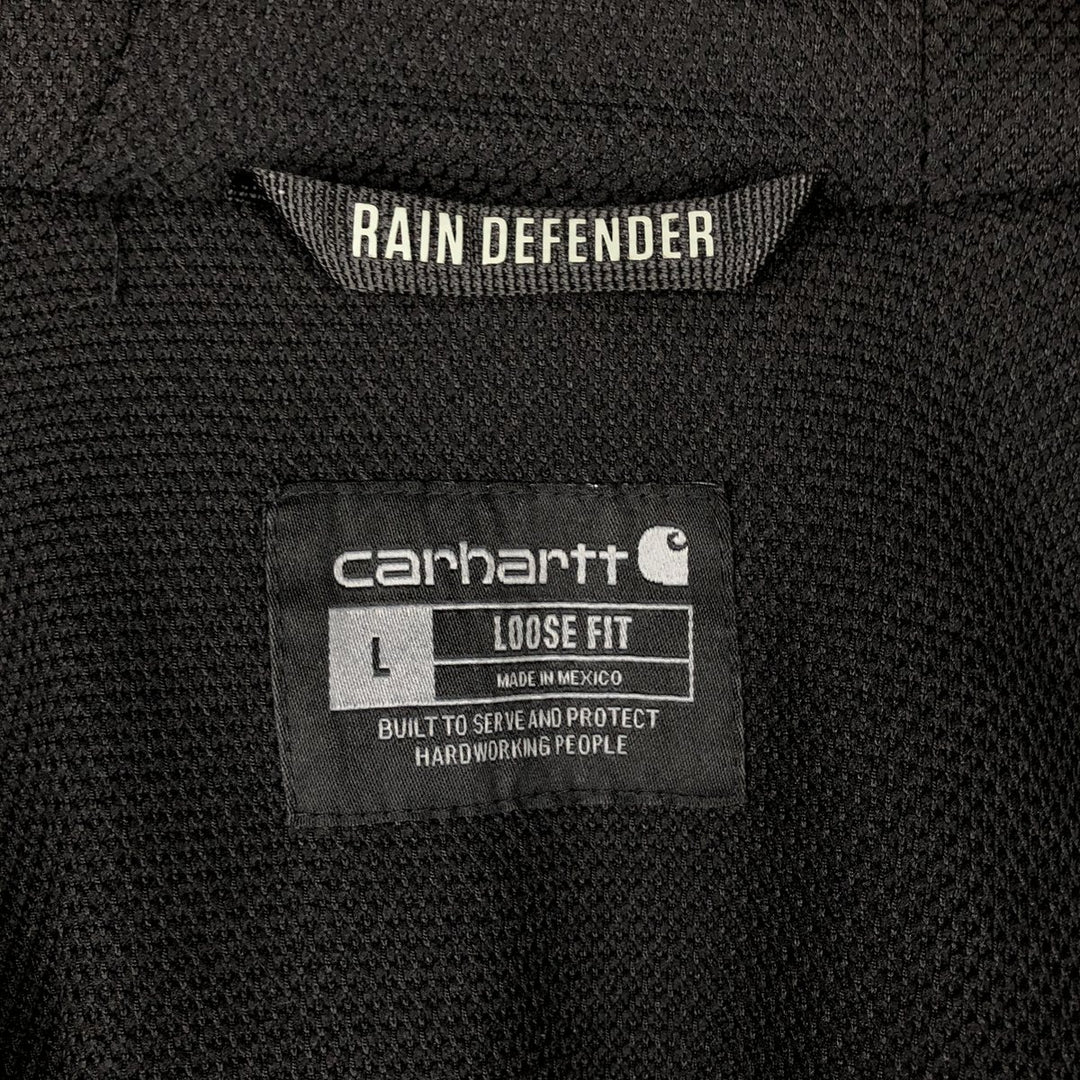 RAIN DEFENDER
carhartt
L
LOOSE FIT
MADE IN MEXICO
BUILT TO SERVE AND PROTECT
HARDWORKING PEOPLE